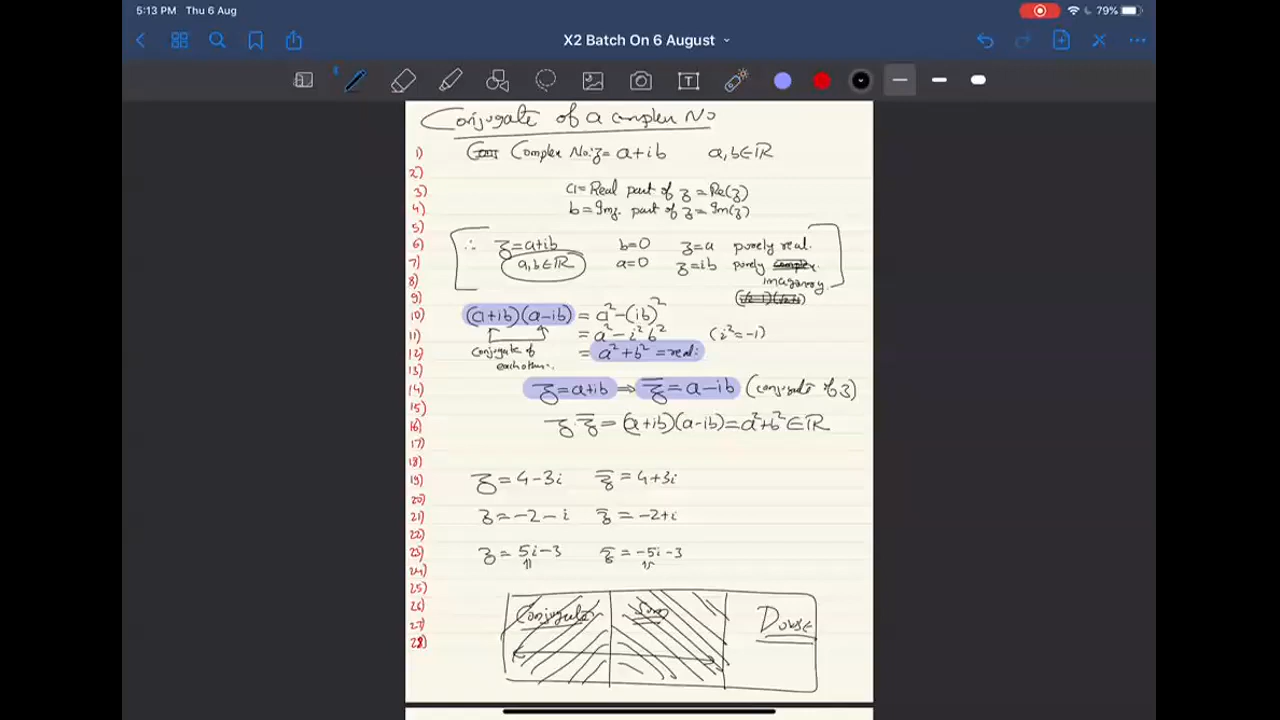 5:13 PM Thu 6 Aug 79%
X2 Batch On 6 August
Conjugate of a complex No
1) Complex No: z = a+ib a,b∈ℝ
2)
3) a = Real part of z = Re(z)
4) b = Img. part of z = Im(z)
5)
6) ∴ z = a+ib b=0 z=a purely real.
7) a,b∈ℝ a=0 z=ib purely complex.
8) imaginary
9)
10) (a+ib)(a-ib) = a² - (ib)²
11) = a² - i²b² (i²=-1)
12) Conjugate of each other. = a² + b² = real.
13)
14) z = a+ib ⇒ z̅ = a-ib (conjugate of z)
15)
16) z·z̅ = (a+ib)(a-ib) = a²+b² ∈ ℝ
17)
18)
19) z = 4-3i z̅ = 4+3i
20)
21) z = -2-i z̅ = -2+i
22)
23) z = 5i-3 z̅ = -5i-3
24)
25)
26) Conjugate
27)
28)